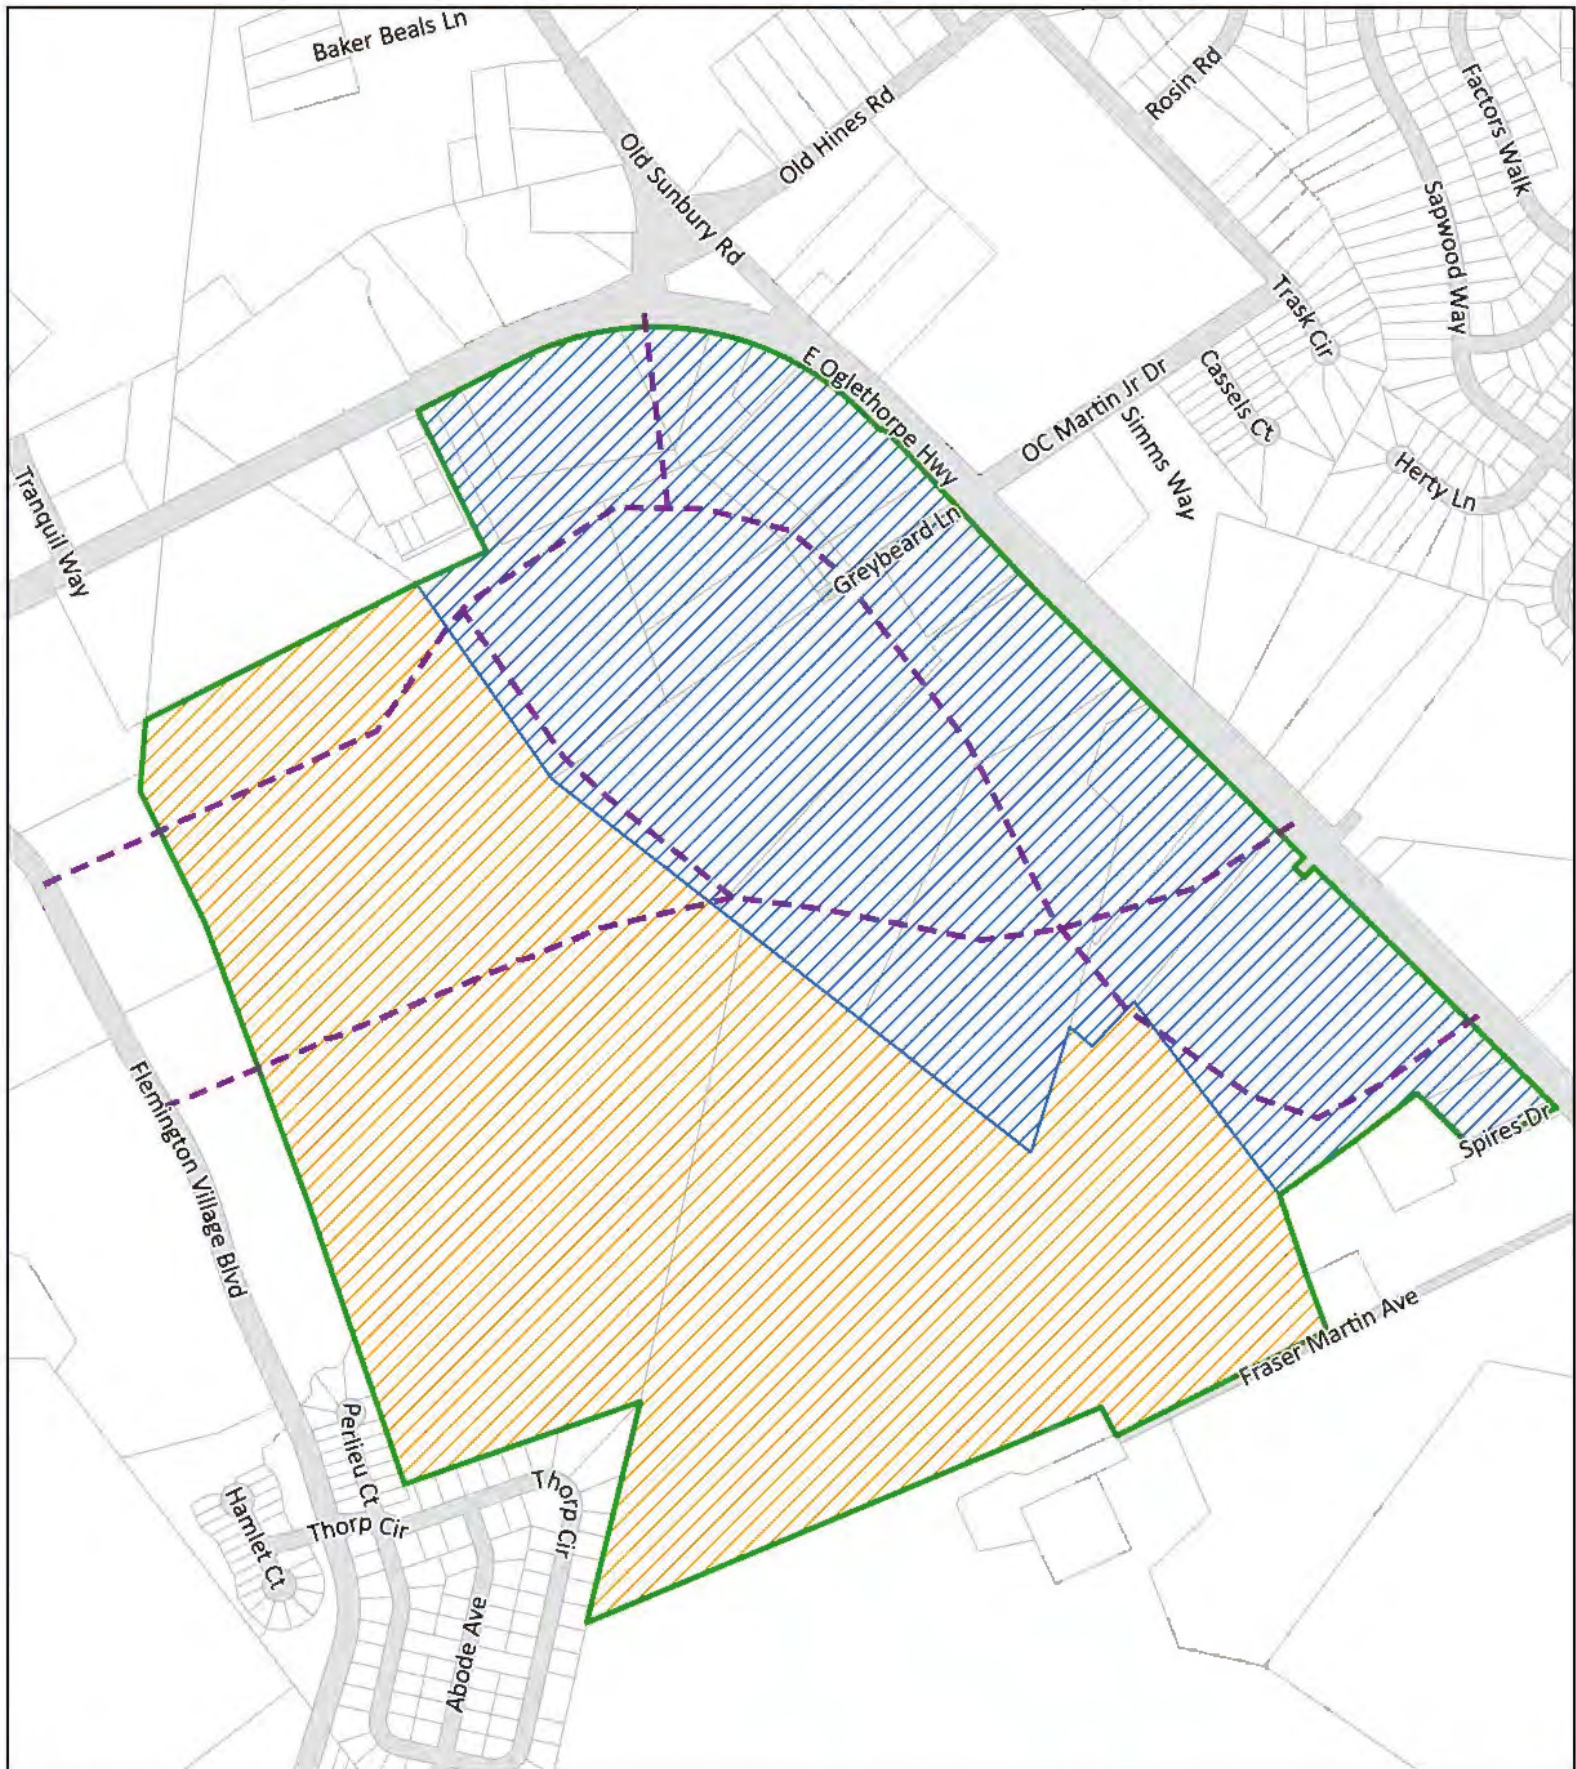 Baker Beals Ln
Rosin Rd
Factors Walk
Old Hines Rd
Old Sunbury Rd
Sapwood Way
Trask Cir
E Oglethorpe Hwy
OC Martin Jr Dr
Cassels Ct
Simms Way
Herty Ln
Tranquil Way
Greybeard Ln
Flemington Village Blvd
Spires Dr
Fraser Martin Ave
Perlieu Ct
Hamlet Ct
Thorp Cir
Thorp Cir
Abode Ave